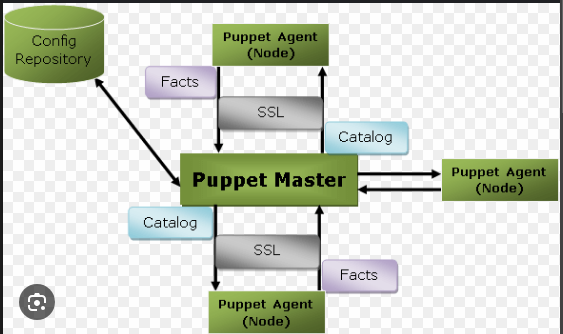 Config
Repository
Puppet Agent
(Node)
Facts
SSL
Catalog
Puppet Master
Puppet Agent
(Node)
Catalog
SSL
Facts
Puppet Agent
(Node)